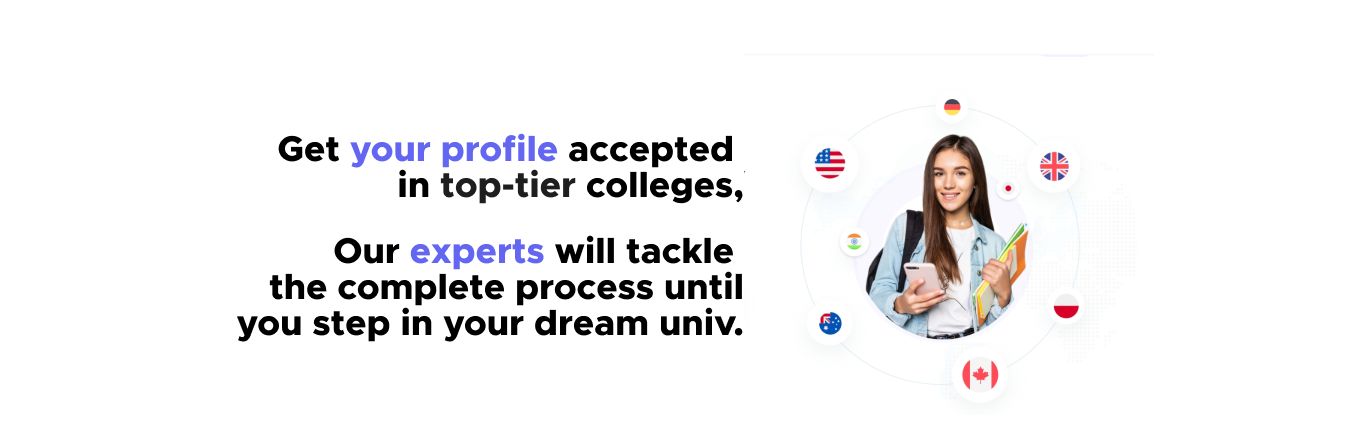 Get your profile accepted
in top-tier colleges,
Our experts will tackle
the complete process until
you step in your dream univ.